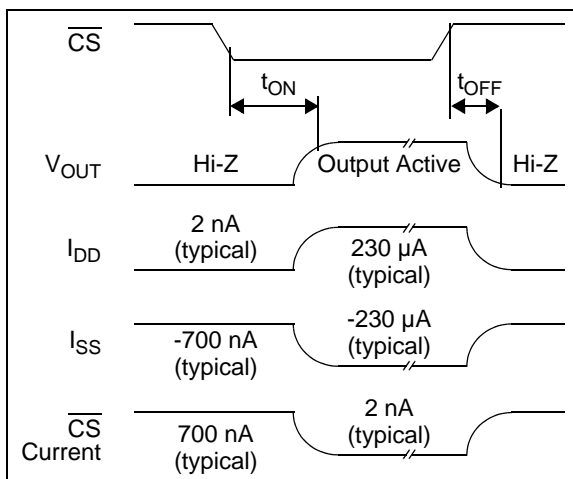 CS
tON
tOFF
VOUT
Hi-Z
Output Active
Hi-Z
IDD
2 nA
(typical)
230 µA
(typical)
ISS
-700 nA
(typical)
-230 µA
(typical)
CS
Current
700 nA
(typical)
2 nA
(typical)